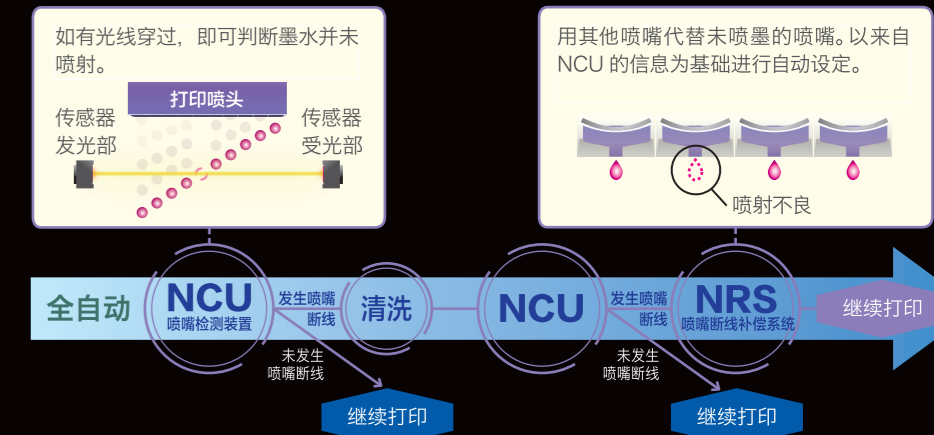 如有光线穿过，即可判断墨水并未
喷射。
打印喷头
传感器
发光部
传感器
受光部
用其他喷嘴代替未喷墨的喷嘴。以来自
NCU 的信息为基础进行自动设定。
喷射不良
全自动
NCU
喷嘴检测装置
发生喷嘴
断线
清洗
NCU
发生喷嘴
断线
NRS
喷嘴断线补偿系统
继续打印
未发生
喷嘴断线
继续打印
未发生
喷嘴断线
继续打印